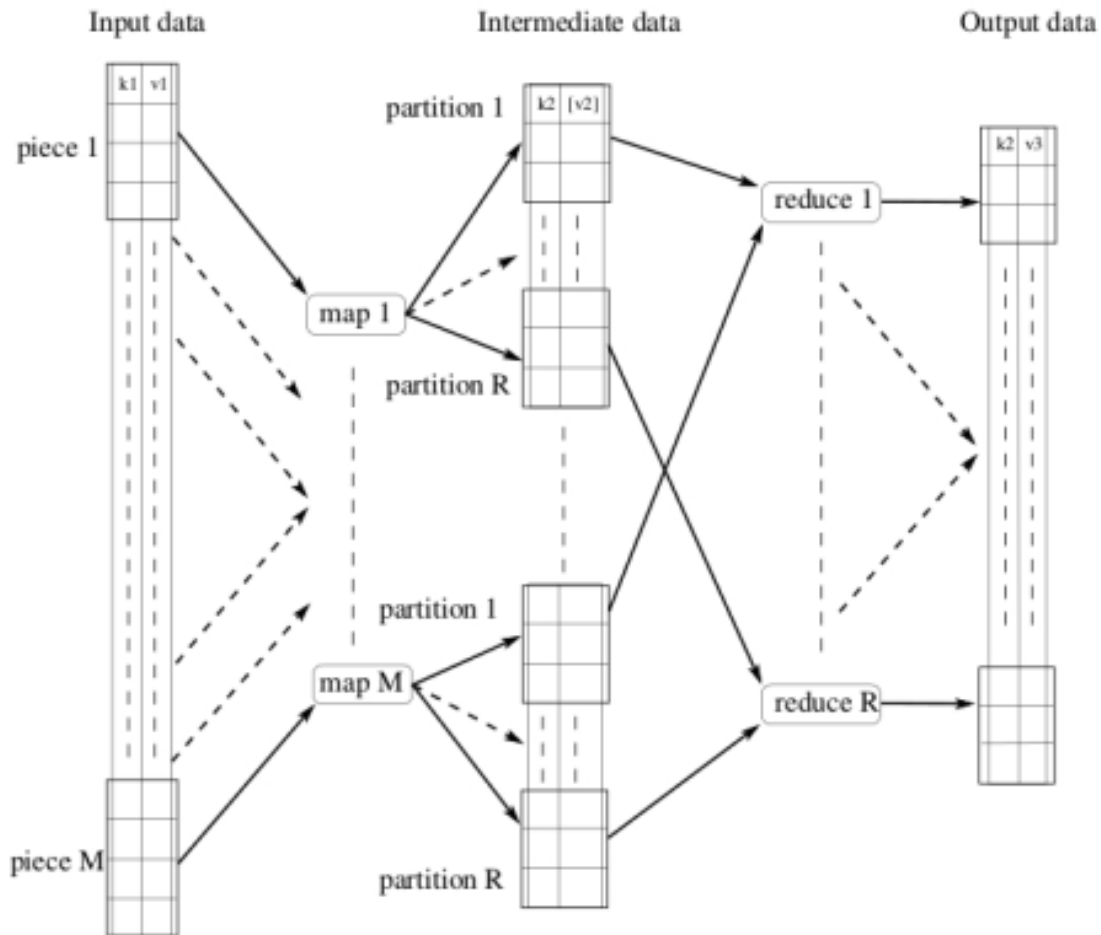 Input data
Intermediate data
Output data
k1 v1
piece 1
partition 1
k2 [v2]
k2 v3
reduce 1
map 1
partition R
partition 1
map M
reduce R
piece M
partition R